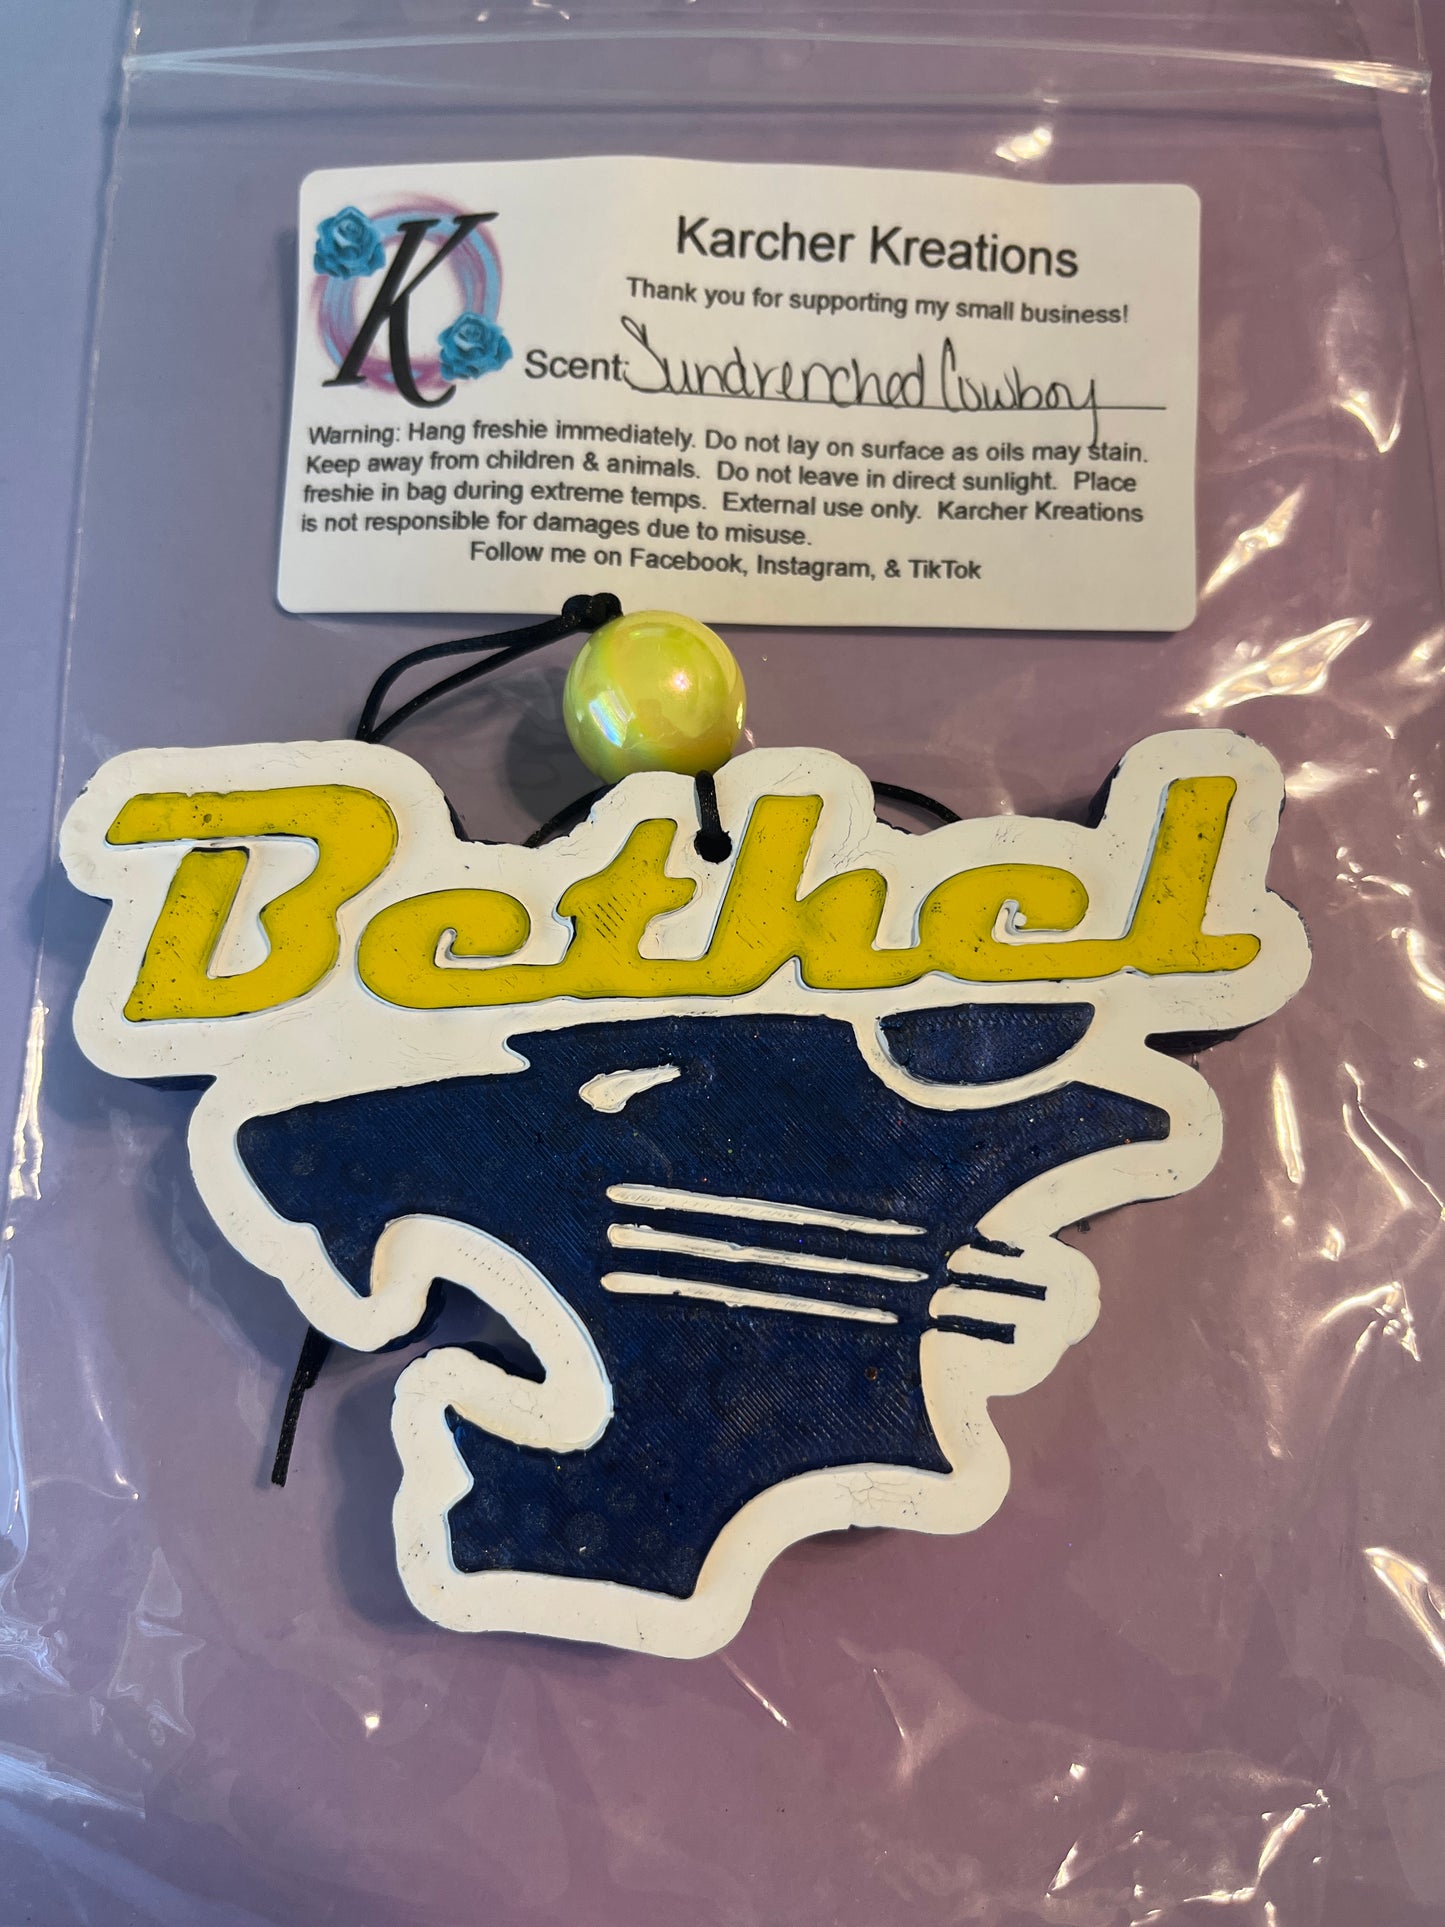 K
Karcher Kreations
Thank you for supporting my small business!
Scent: Sundrenched Cowboy
Warning: Hang freshie immediately. Do not lay on surface as oils may stain.
Keep away from children & animals. Do not leave in direct sunlight. Place
freshie in bag during extreme temps. External use only. Karcher Kreations
is not responsible for damages due to misuse.
Follow me on Facebook, Instagram, & TikTok
Bethel